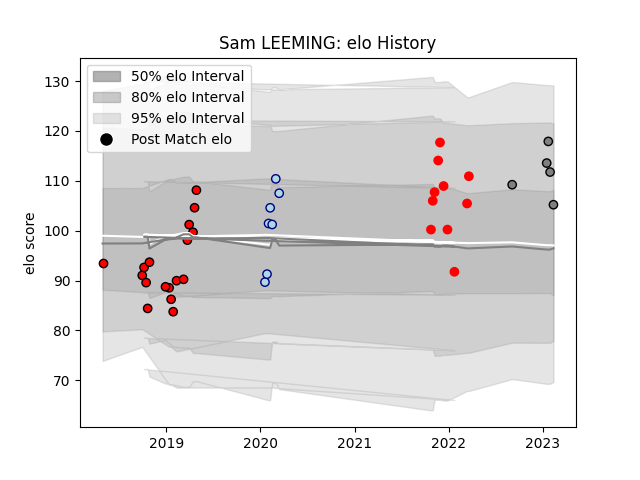 Sam LEEMING: elo History
50% elo Interval
80% elo Interval
95% elo Interval
Post Match elo
elo score
130
120
110
100
90
80
70
2019
2020
2021
2022
2023